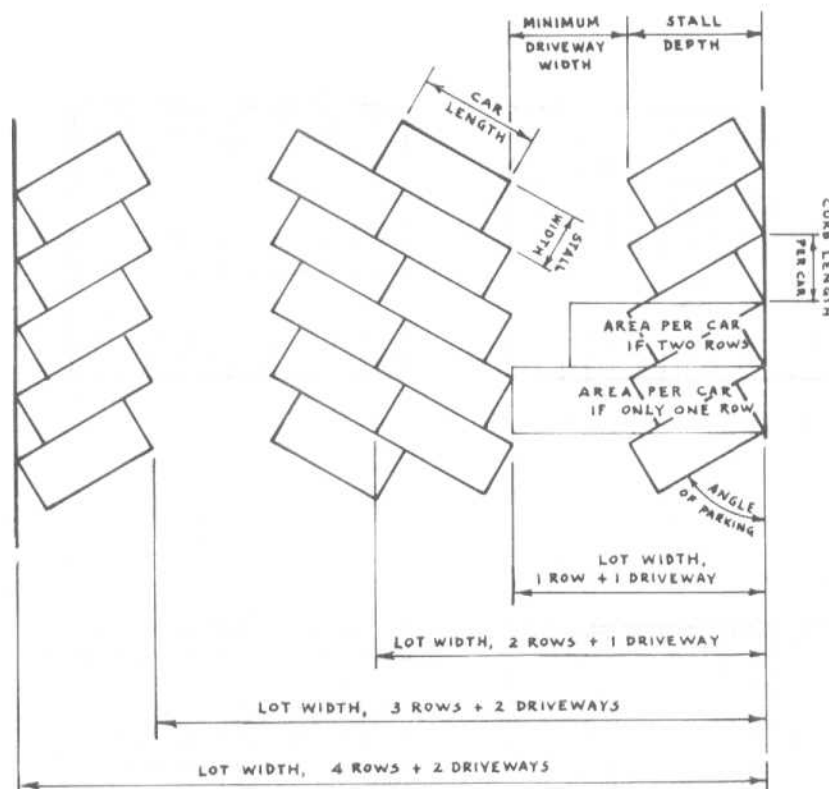 MINIMUM
DRIVEWAY
WIDTH
STALL
DEPTH
CAR
LENGTH
STALL
WIDTH
CURB LENGTH
PER CAR
AREA PER CAR
IF TWO ROWS
AREA PER CAR
IF ONLY ONE ROW
ANGLE
OF PARKING
LOT WIDTH,
1 ROW + 1 DRIVEWAY
LOT WIDTH, 2 ROWS + 1 DRIVEWAY
LOT WIDTH, 3 ROWS + 2 DRIVEWAYS
LOT WIDTH, 4 ROWS + 2 DRIVEWAYS